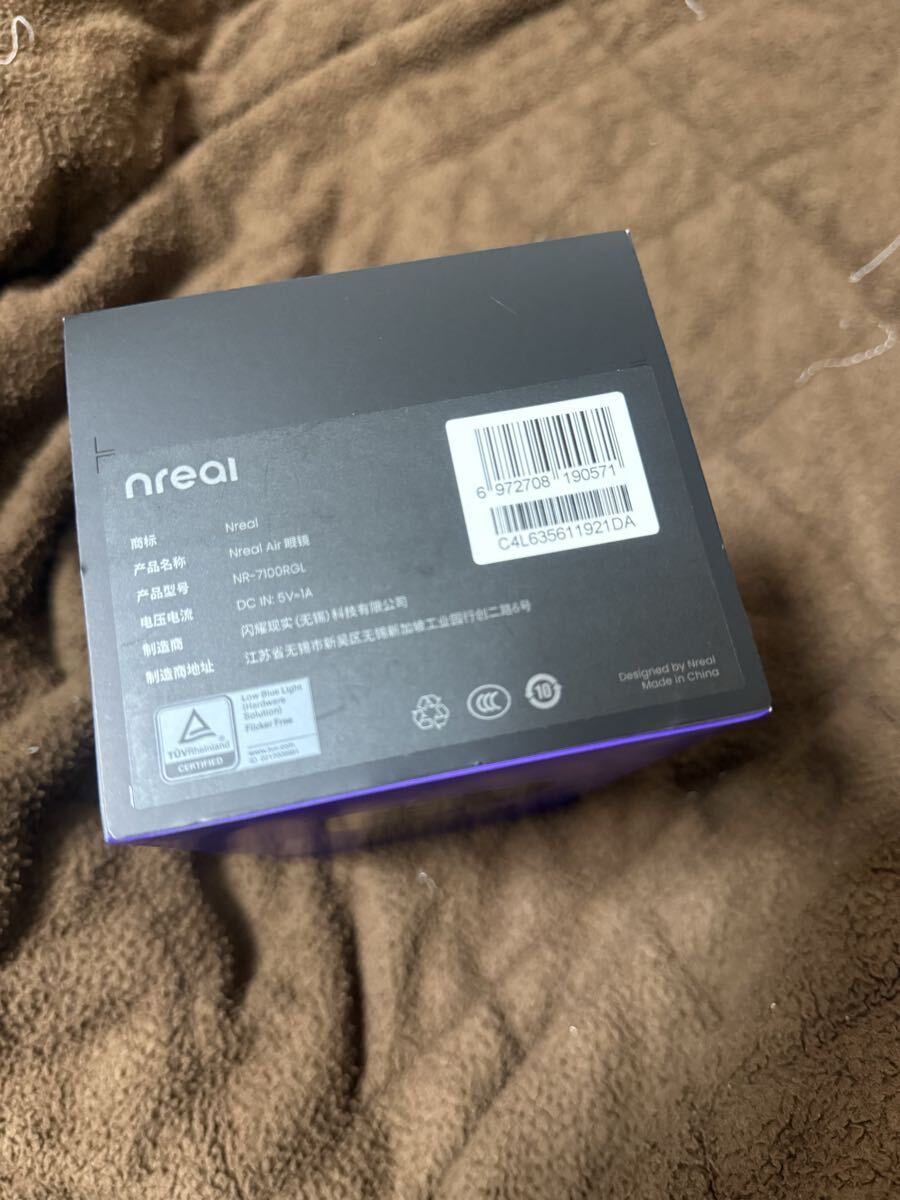 nreal
商标 Nreal
产品名称 Nreal Air 眼镜
产品型号 NR-7100RGL
电压电流 DC IN: 5V⎓1A
制造商 闪耀现实(无锡)科技有限公司
制造商地址 江苏省无锡市新吴区无锡新加坡工业园行创二路6号
6 972708 190571
C4L635611921DA
TÜVRheinland
CERTIFIED
Low Blue Light
(Hardware
Solution)
Flicker Free
www.tuv.com
CCC
10
Designed by Nreal
Made in China